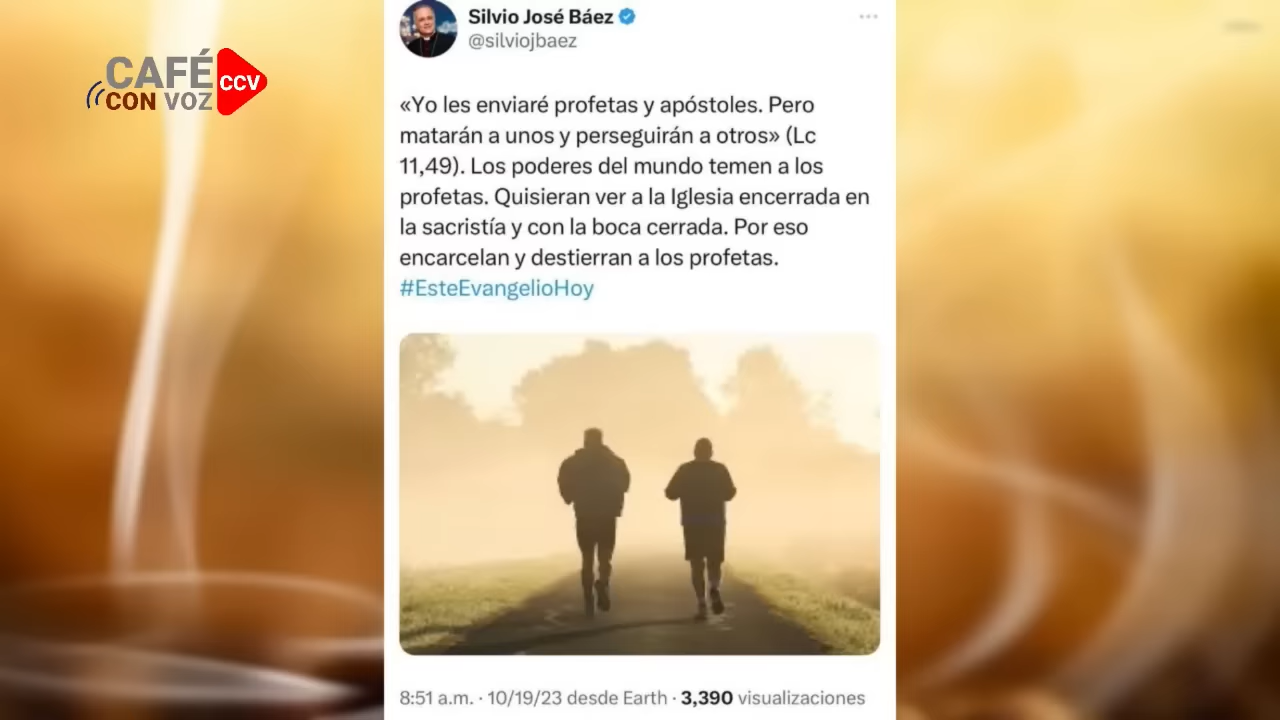 CAFÉ
CON VOZ
CCV
Silvio José Báez
@silviojbaez
«Yo les enviaré profetas y apóstoles. Pero
matarán a unos y perseguirán a otros» (Lc
11,49). Los poderes del mundo temen a los
profetas. Quisieran ver a la Iglesia encerrada en
la sacristía y con la boca cerrada. Por eso
encarcelan y destierran a los profetas.
#EsteEvangelioHoy
8:51 a.m. · 10/19/23 desde Earth · 3,390 visualizaciones